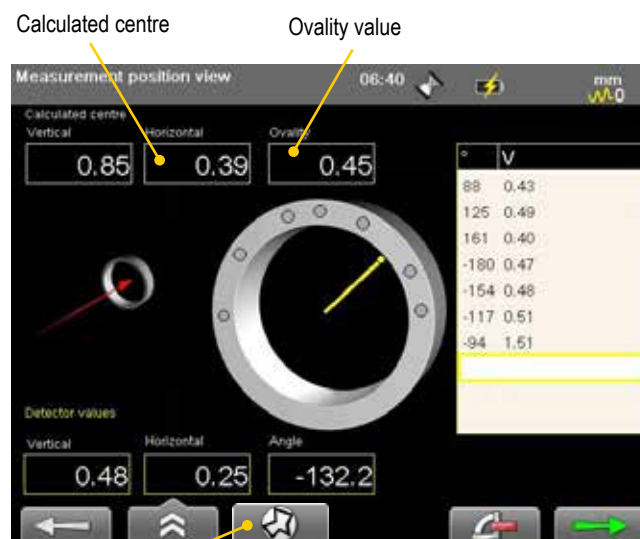 Calculated centre
Ovality value
Measurement position view 06:40 mm
0
Calculated centre
Vertical Horizontal Ovality
0.85 0.39 0.45
° V
88 0.43
125 0.49
161 0.40
-180 0.47
-154 0.48
-117 0.51
-94 1.51
Detector values
Vertical Horizontal Angle
0.48 0.25 -132.2